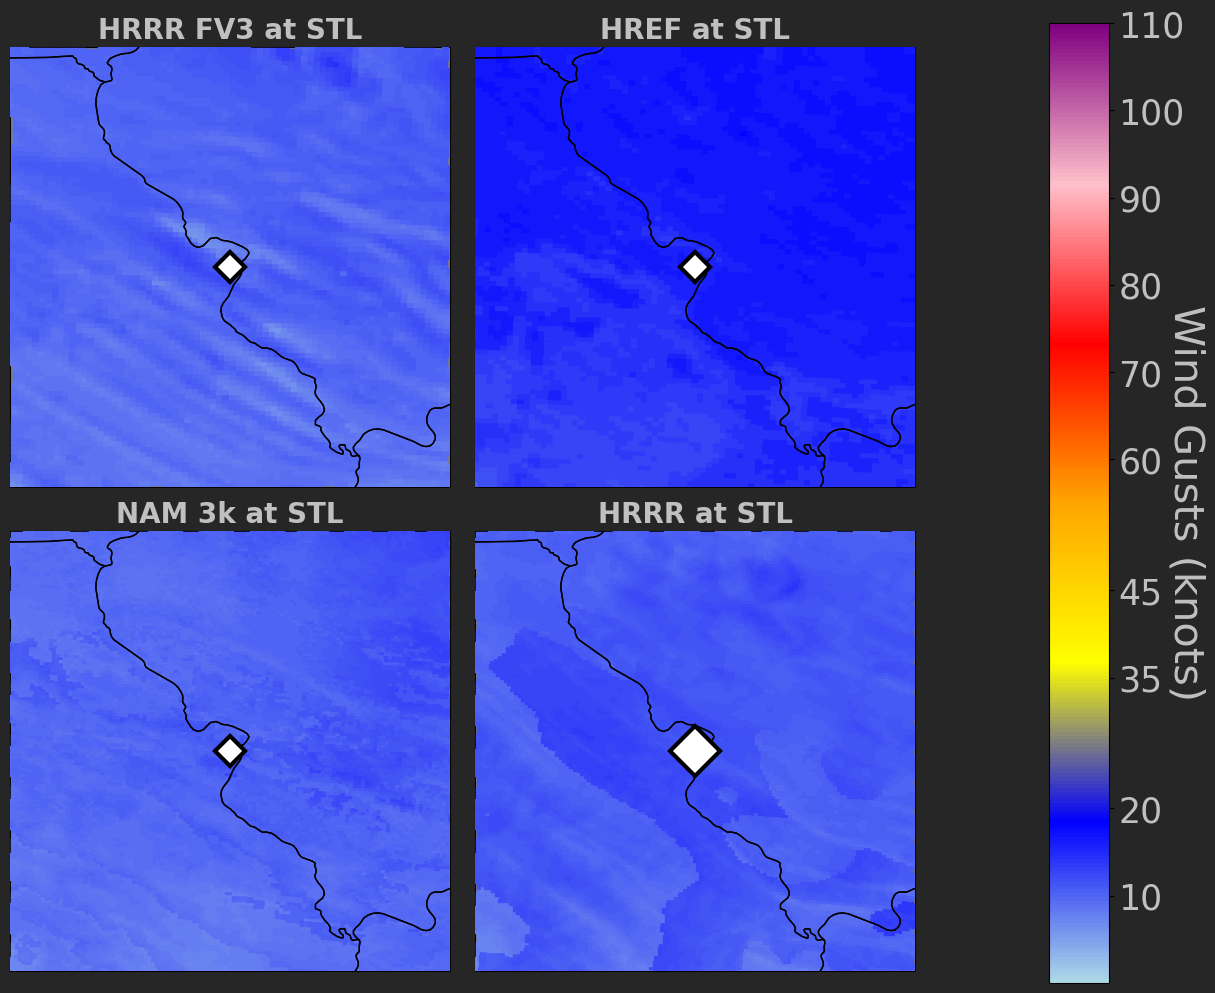 HRRR FV3 at STL
HREF at STL
NAM 3k at STL
HRRR at STL
110
100
90
80
70
60
45
35
20
10
Wind Gusts (knots)